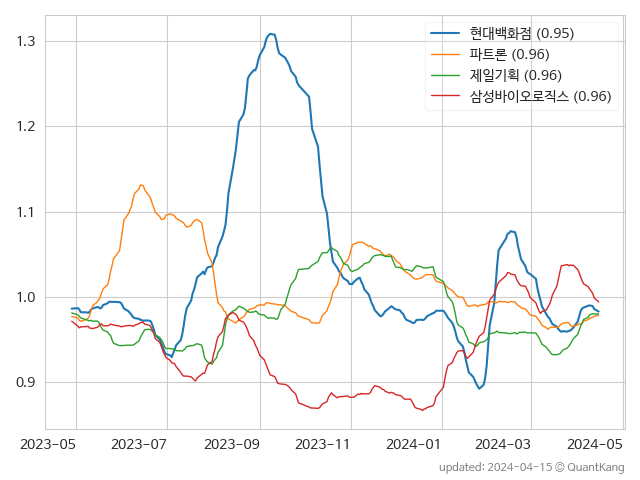 현대백화점 (0.95)
파트론 (0.96)
제일기획 (0.96)
삼성바이오로직스 (0.96)
1.3
1.2
1.1
1.0
0.9
2023-05 2023-07 2023-09 2023-11 2024-01 2024-03 2024-05
updated: 2024-04-15 © QuantKang